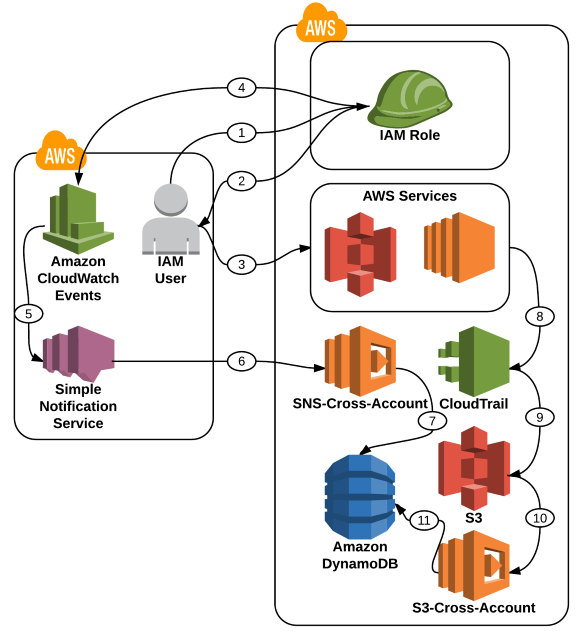 AWS
4
1
IAM Role
AWS
2
AWS Services
Amazon
CloudWatch
Events
IAM
User
3
5
8
6
Simple
Notification
Service
SNS-Cross-Account
CloudTrail
7
9
S3
10
11
Amazon
DynamoDB
S3-Cross-Account